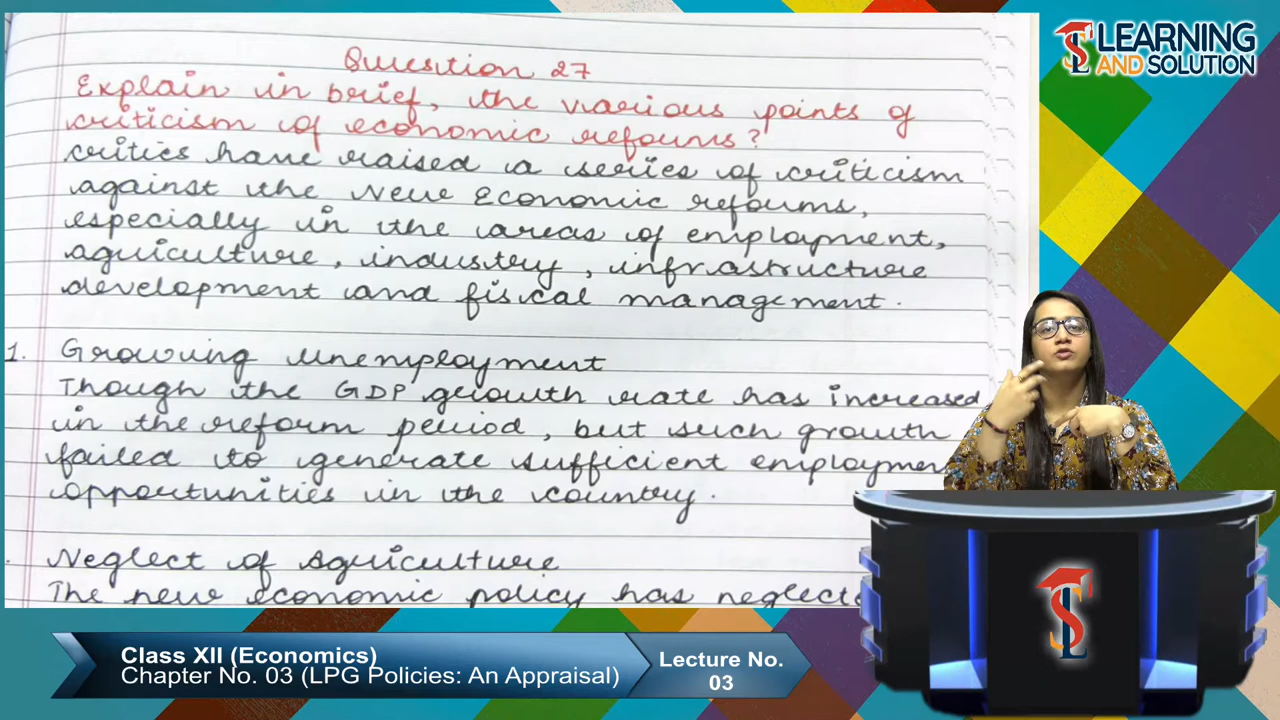 Question 27
Explain in brief, the various points of
criticism of economic reforms?
critics have raised a series of criticism
against the New Economic reforms,
especially in the areas of employment,
agriculture, industry, infrastructure
development and fiscal management.
1. Growing unemployment
Though the GDP growth rate has increased
in the reform period, but such growth
failed to generate sufficient employmen
opportunities in the country.
. Neglect of Agriculture
The new economic policy has neglecte
LEARNING
AND SOLUTION
Class XII (Economics)
Chapter No. 03 (LPG Policies: An Appraisal)
Lecture No.
03